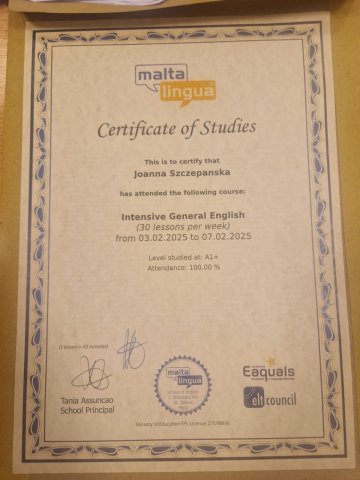 malta
lingua
Certificate of Studies
This is to certify that
Joanna Szczepanska
has attended the following course:
Intensive General English
(30 lessons per week)
from 03.02.2025 to 07.02.2025
Level studied at: A1+
Attendance: 100.00 %
(1 lesson = 45 minutes)
Tania Assuncao
School Principal
malta
lingua
School of English
Eaquals
elt council
Ministry of Education EFL Licence: